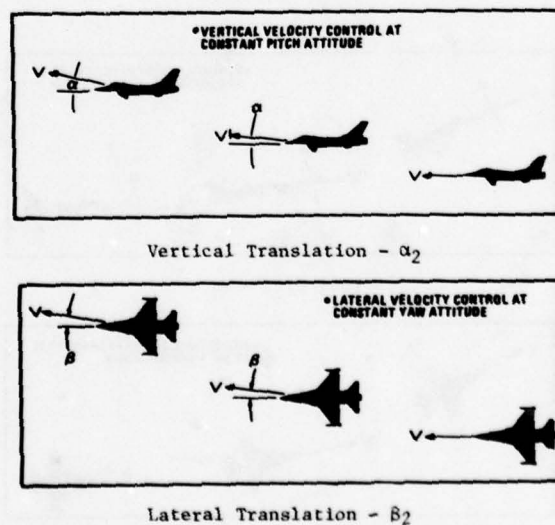 •VERTICAL VELOCITY CONTROL AT
CONSTANT PITCH ATTITUDE
V
α
α
V
V
Vertical Translation - α2
•LATERAL VELOCITY CONTROL AT
CONSTANT YAW ATTITUDE
V
β
β
V
V
Lateral Translation - β2